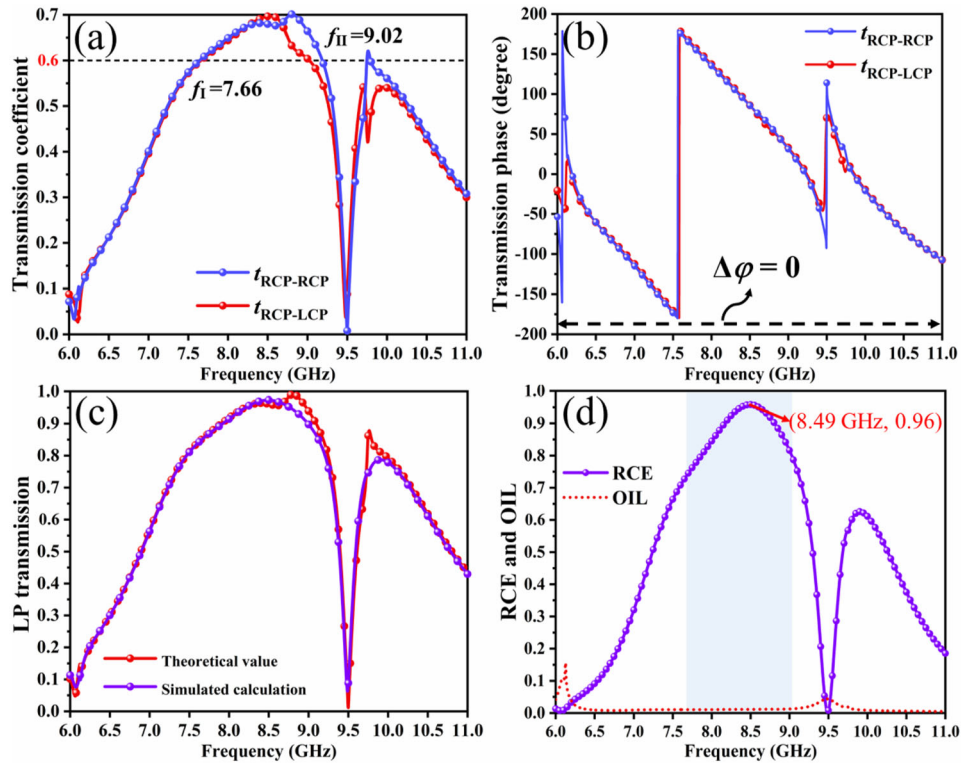 (a)
0.7
0.6
0.5
0.4
0.3
0.2
0.1
0.0
Transmission coefficient
f_I=7.66
f_II=9.02
t_RCP-RCP
t_RCP-LCP
6.0 6.5 7.0 7.5 8.0 8.5 9.0 9.5 10.0 10.5 11.0
Frequency (GHz)
(b)
200
150
100
50
0
-50
-100
-150
-200
Transmission phase (degree)
t_RCP-RCP
t_RCP-LCP
Δφ = 0
6.0 6.5 7.0 7.5 8.0 8.5 9.0 9.5 10.0 10.5 11.0
Frequency (GHz)
(c)
1.0
0.9
0.8
0.7
0.6
0.5
0.4
0.3
0.2
0.1
0.0
LP transmission
Theoretical value
Simulated calculation
6.0 6.5 7.0 7.5 8.0 8.5 9.0 9.5 10.0 10.5 11.0
Frequency (GHz)
(d)
1.0
0.9
0.8
0.7
0.6
0.5
0.4
0.3
0.2
0.1
0.0
RCE and OIL
(8.49 GHz, 0.96)
RCE
OIL
6.0 6.5 7.0 7.5 8.0 8.5 9.0 9.5 10.0 10.5 11.0
Frequency (GHz)